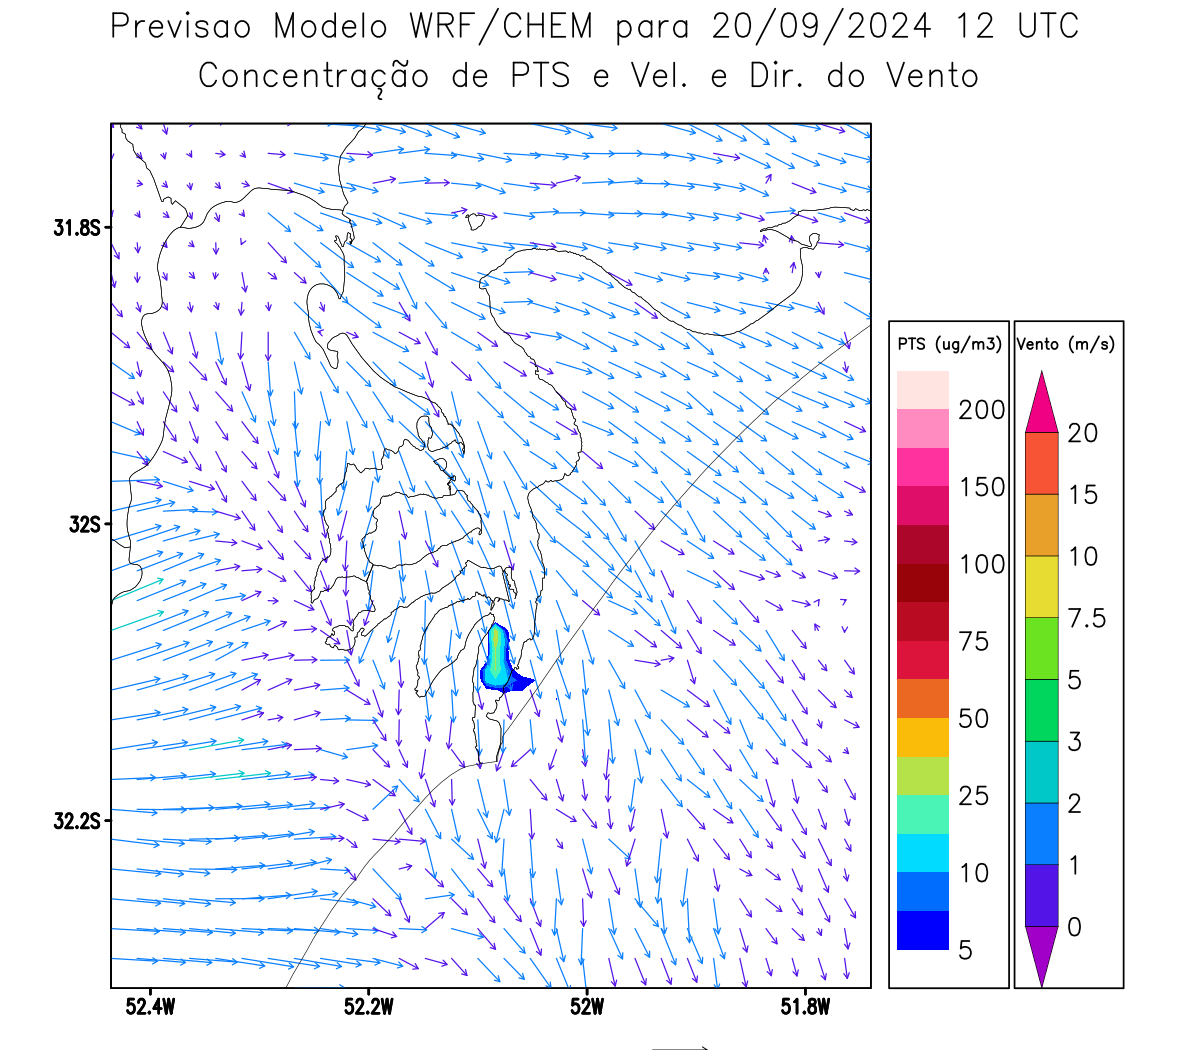 Previsao Modelo WRF/CHEM para 20/09/2024 12 UTC
Concentração de PTS e Vel. e Dir. do Vento
31.8S
32S
32.2S
52.4W
52.2W
52W
51.8W
PTS (ug/m3)
200
150
100
75
50
25
10
5
Vento (m/s)
20
15
10
7.5
5
3
2
1
0